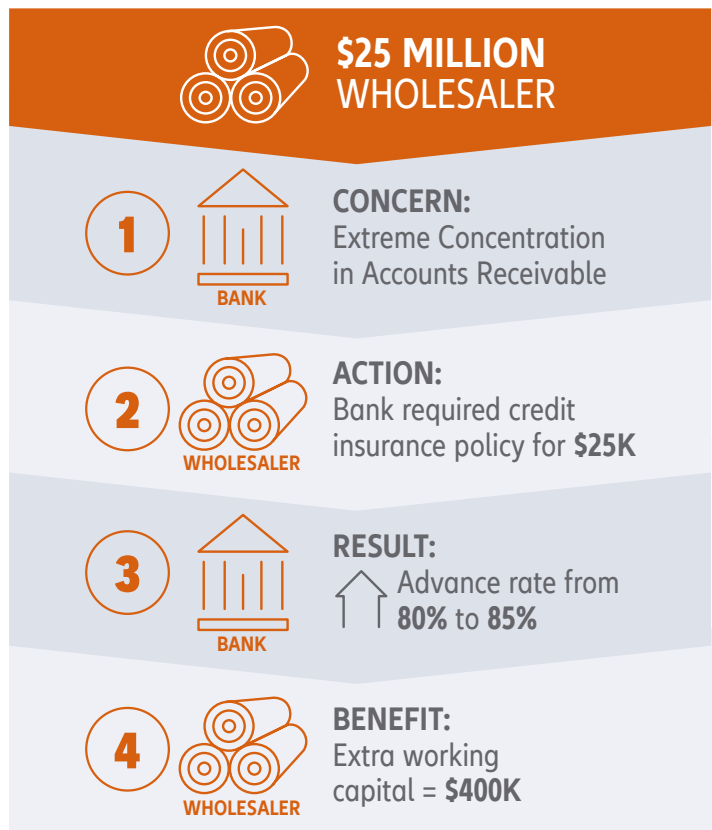 $25 MILLION
WHOLESALER
1
BANK
CONCERN:
Extreme Concentration
in Accounts Receivable
2
WHOLESALER
ACTION:
Bank required credit
insurance policy for $25K
3
BANK
RESULT:
Advance rate from
80% to 85%
4
WHOLESALER
BENEFIT:
Extra working
capital = $400K